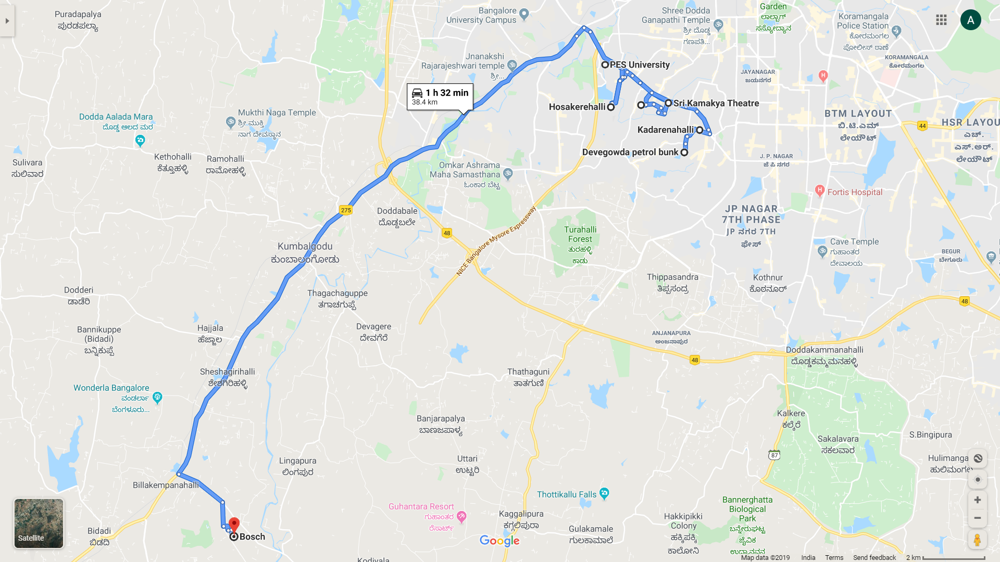 Puradapalya
ಪುರಡಪಲ್ಯಾ
Bangalore
University Campus
Shree Dodda
Ganapathi Temple
ಶ್ರೀ ದೊಡ್ಡ
ಗಣಪತಿ...
Garden
ಲಾಲ್ಬಾಗ್
ಸಸ್ಯೋದ್ಯಾನ
Koramangala
Police Station
ಕೋರಮಂಗಲ
ಪೋಲೀಸ್ ಠಾಣೆ
A
KORAMANGALA
ಕೋರಮಂಗಲ
Jnanakshi
Rajarajeshwari temple
ಶ್ರೀ...
PES University
JAYANAGAR
ಜಯನಗರ
H
1 h 32 min
38.4 km
Hosakerehalli
Sri Kamakya Theatre
Dodda Aalada Mara
ದೊಡ್ಡ ಆಲದ ಮರ
Mukthi Naga Temple
ಶ್ರೀ ಮುಕ್ತಿ
ನಾಗ ದೇವಸ್ಥಾನ
BTM LAYOUT
ಬಿ.ಟಿ.ಎಮ್
ಲೇಯೌಟ್
44
HSR LAYOU
ಎಚ್.
ಎಸ್.ಆರ್.
ಲೇಯೌಟ್
Kadarenahalli
Devegowda petrol bunk
Sulivara
ಸುಲಿವಾರ
Kethohalli
ಕೆತ್ತೂಹಳ್ಳಿ
Ramohalli
ರಾಮೋಹಳ್ಳಿ
Omkar Ashrama
Maha Samasthana
ಓಂಕಾರ ಬೆಟ್ಟ
J. P. NAGAR
ಜೆ ಪಿ ನಗರ
H
Fortis Hospital
275
Doddabale
ದೊಡ್ದಬಲೇ
48
NICE Bangalore Mysore Expressway
JP NAGAR
7TH PHASE
JP ನಗರ 7TH
ಫೇಸ್
Turahalli
Forest
ತುರಹಳ್ಳಿ
ಕಾಡು
Kumbalgodu
ಕುಂಬಾಲಂಗೋಡು
Cave Temple
ಗುಹಾಂತರ
ದೇವಾಲಯ
BEGUR
ಬೇಗೂರು
Thippasandra
ತಿಪ್ಪಸಂದ್ರ
Kothnur
ಕೊಠನೂರ್
Dodderi
ಡಾಡೆರಿ
Thagachaguppe
ತಗಾಚಗುಪ್ಪೆ
48
Bannikuppe
(Bidadi)
ಬನ್ನಿಕುಪ್ಪೆ
Hajjala
ಹೆಜ್ಜಾಲ
Devagere
ದೇವಗೆರೆ
ANJANAPURA
ಅಂಜನಾಪುರ
Doddakammanahalli
ದೊಡ್ಡಕಮ್ಮಮನಹಳ್ಳಿ
48
Sheshagirihalli
ಶೇಶಗಿರಿಹಳ್ಳಿ
Thathaguni
ತಾತಗುಣಿ
Wonderla Bangalore
ವಂಡರ್ಲಾ
ಬೆಂಗಳೂರು...
Banjarapalya
ಬಾಣಜಪಾಳ್ಯ
Kalkere
ಕಲ್ಕೆರೆ
Sakalavara
ಸಕಲವಾರ
S.Bingipura
87
Lingapura
ಲಿಂಗಪುರ
Uttari
ಉಟ್ಟರಿ
Hulimanga
ಹುಲಿಮಂಗಲ
Billakempanahalli
Thottikallu Falls
Guhantara Resort
ಗುಹಾಂತರ
ರೆಸಾರ್ಟ್
Kaggalipura
ಕಗ್ಗಲಿಪುರಾ
Bannerghatta
Biological
Park
ಬನ್ನೇರುಘಟ್ಟ
ಜೈವಿಕ
ಉದ್ಯಾನವನ
Hakkipikki
Colony
ಹಕ್ಕಿಪಕ್ಕಿ
ಕಾಲೋನಿ
Gulakamale
ಗುಲಕಾಮಾಲೆ
Bidadi
ಬಿಡದಿ
Bosch
Satellite
Google
Kodiyala
Map data ©2019 India Terms Send feedback 2 km